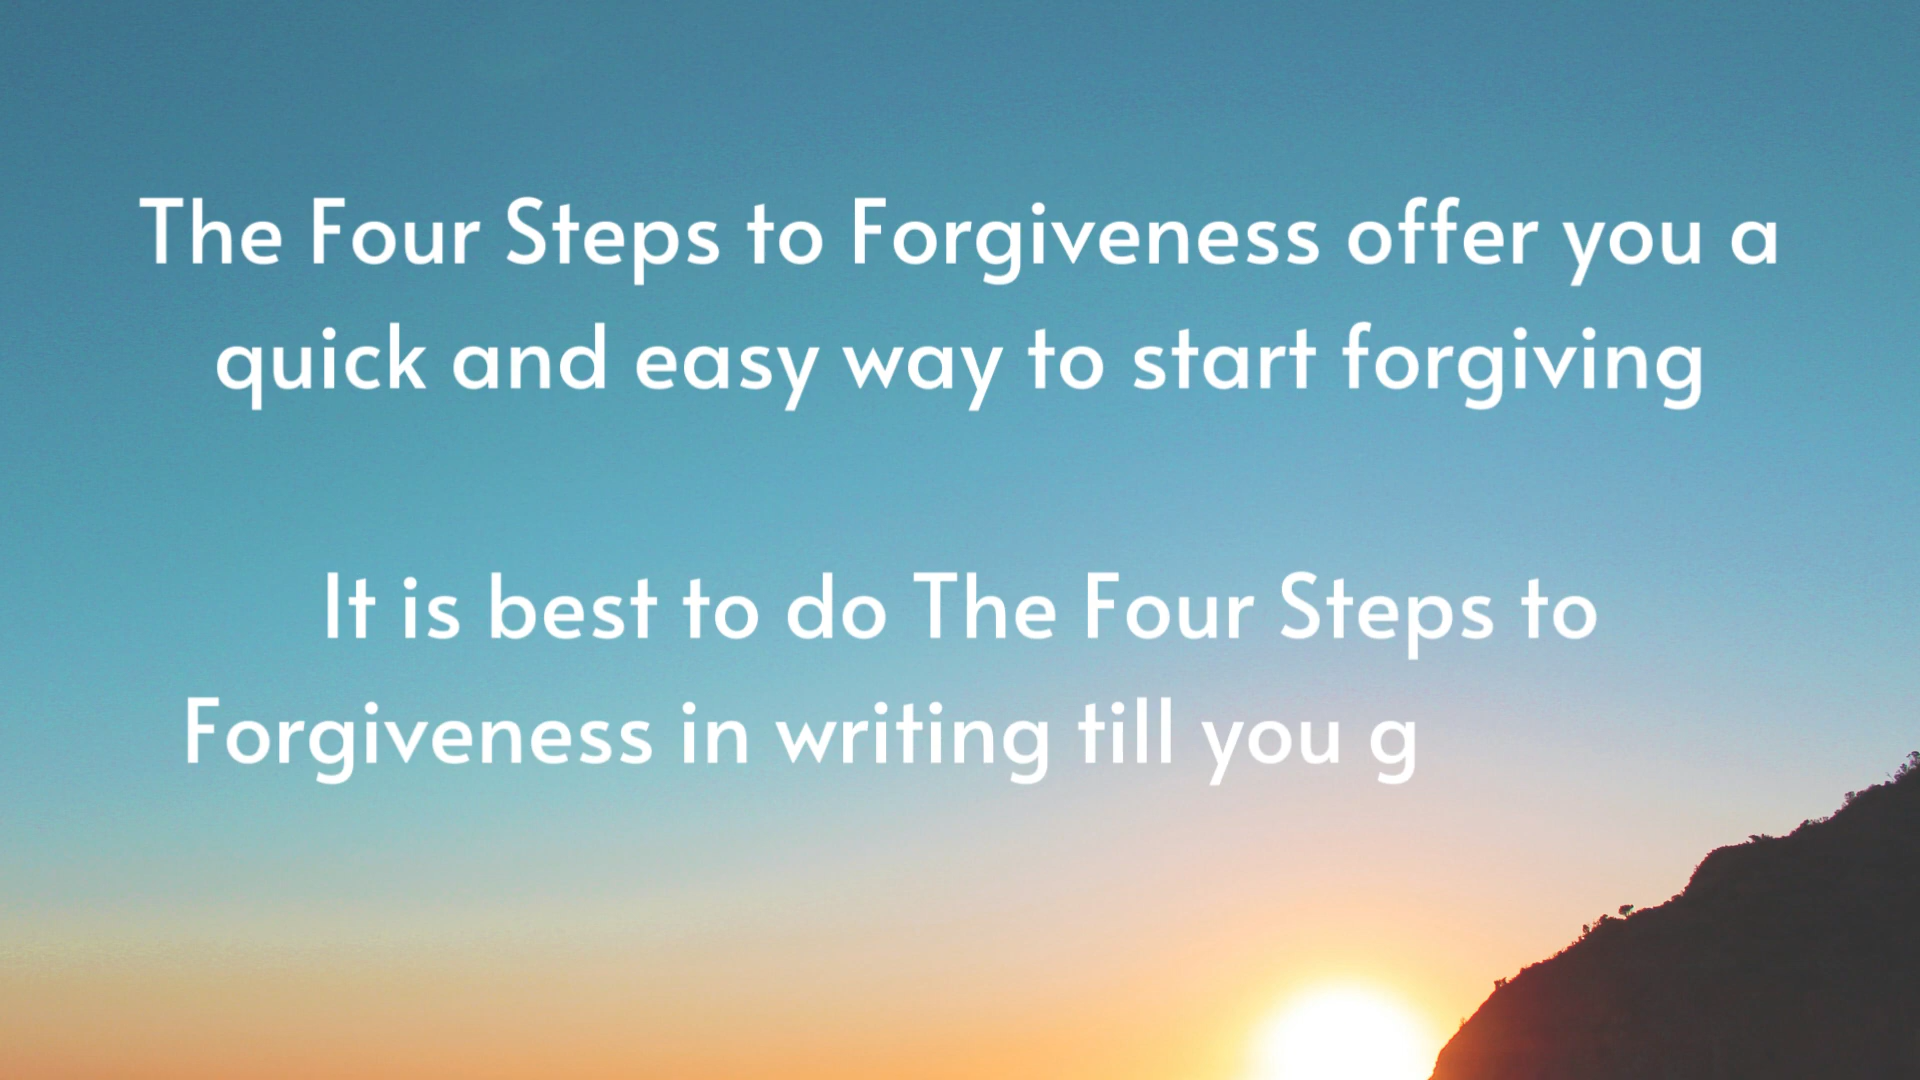 The Four Steps to Forgiveness offer you a
quick and easy way to start forgiving
It is best to do The Four Steps to
Forgiveness in writing till you g